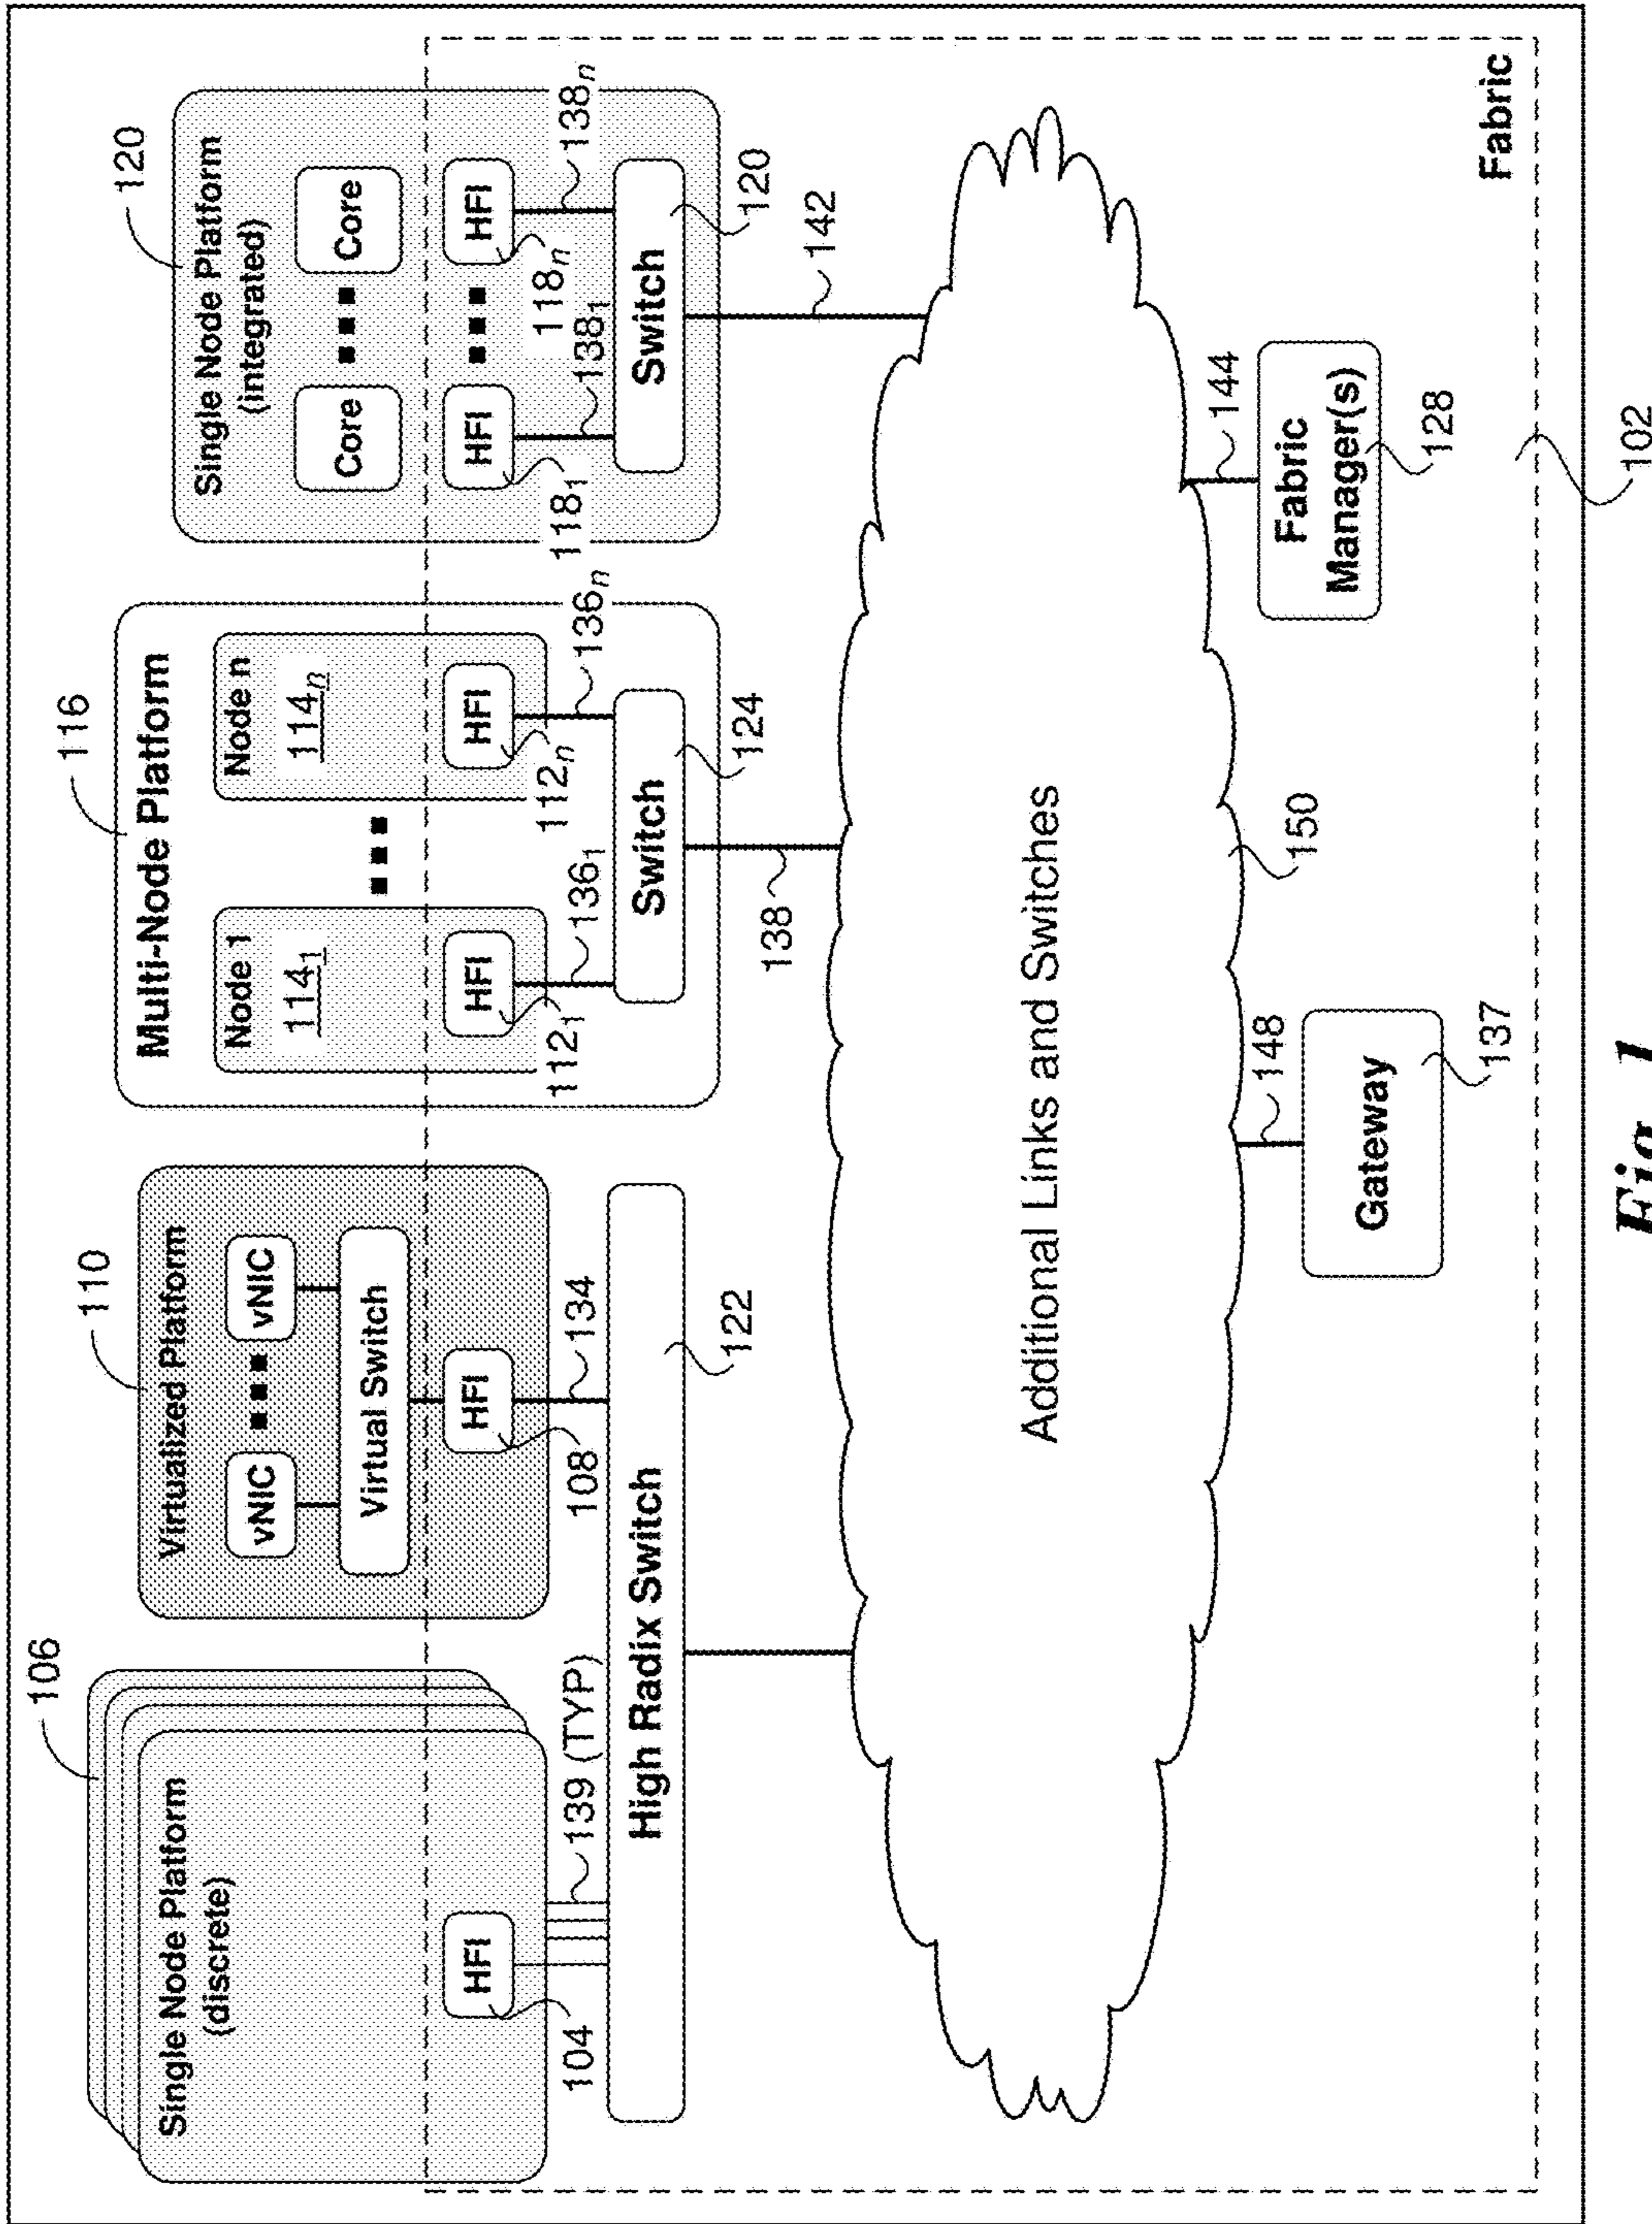 106
110
116
120
Single Node Platform
(discrete)
Virtualized Platform
vNIC
vNIC
Virtual Switch
Multi-Node Platform
Node 1
114₁
Node n
114ₙ
Single Node Platform
(integrated)
Core
Core
HFI
HFI
HFI
HFI
HFI
HFI
104
139 (TYP)
108
134
112₁
136₁
112ₙ
136ₙ
118₁
138₁
118ₙ
138ₙ
High Radix Switch
122
Switch
124
Switch
120
138
142
Additional Links and Switches
148
150
144
Gateway
137
Fabric
Manager(s)
128
Fabric
102
Fig. 1